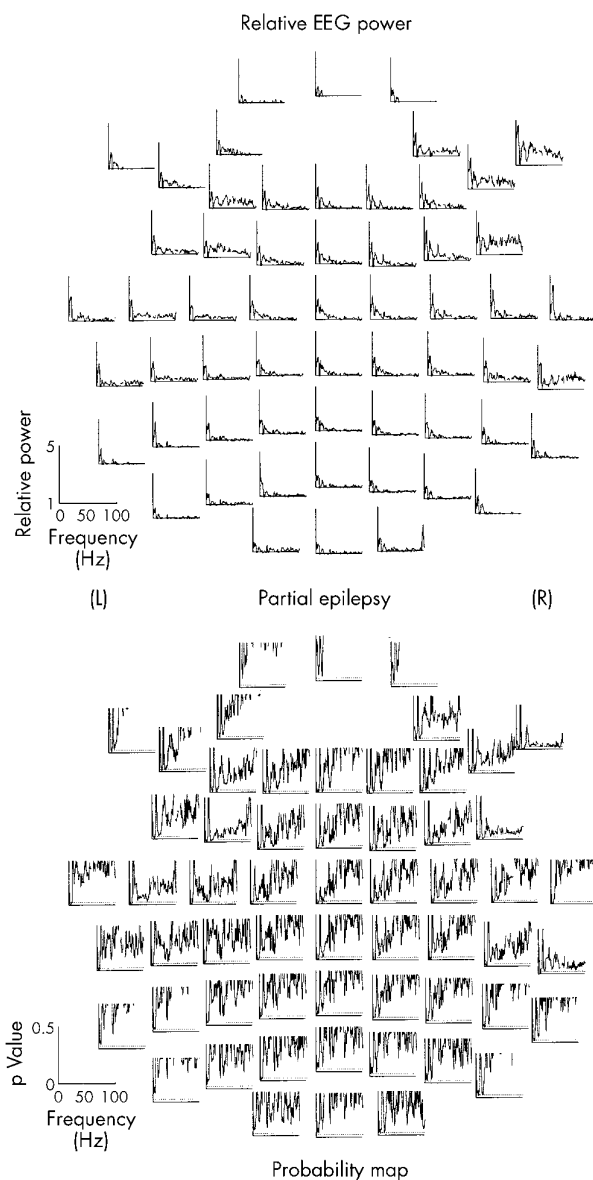 Relative EEG power
Relative power
5
1
0 50 100
Frequency
(Hz)
(L) Partial epilepsy (R)
p Value
0.5
0
0 50 100
Frequency
(Hz)
Probability map